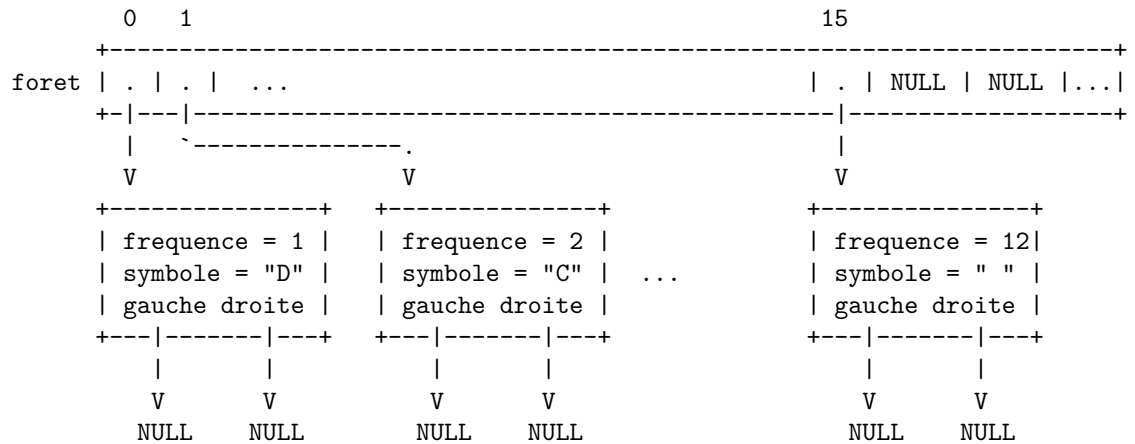 0   1                                             15
       +------------------------------------------------------------------------+
foret | . | . |  ...                                      | . | NULL | NULL |...|
       +-|---|----------------------------------------------|-------------------+
         |   `---------------.                              |
         V                   V                              V
       +---------------+   +---------------+              +---------------+
       | frequence = 1 |   | frequence = 2 |              | frequence = 12|
       | symbole = "D" |   | symbole = "C" |  ...         | symbole = " " |
       | gauche droite |   | gauche droite |              | gauche droite |
       +---|-------|---+   +---|-------|---+              +---|-------|---+
           |       |           |       |                      |       |
           V       V           V       V                      V       V
          NULL    NULL        NULL    NULL                   NULL    NULL